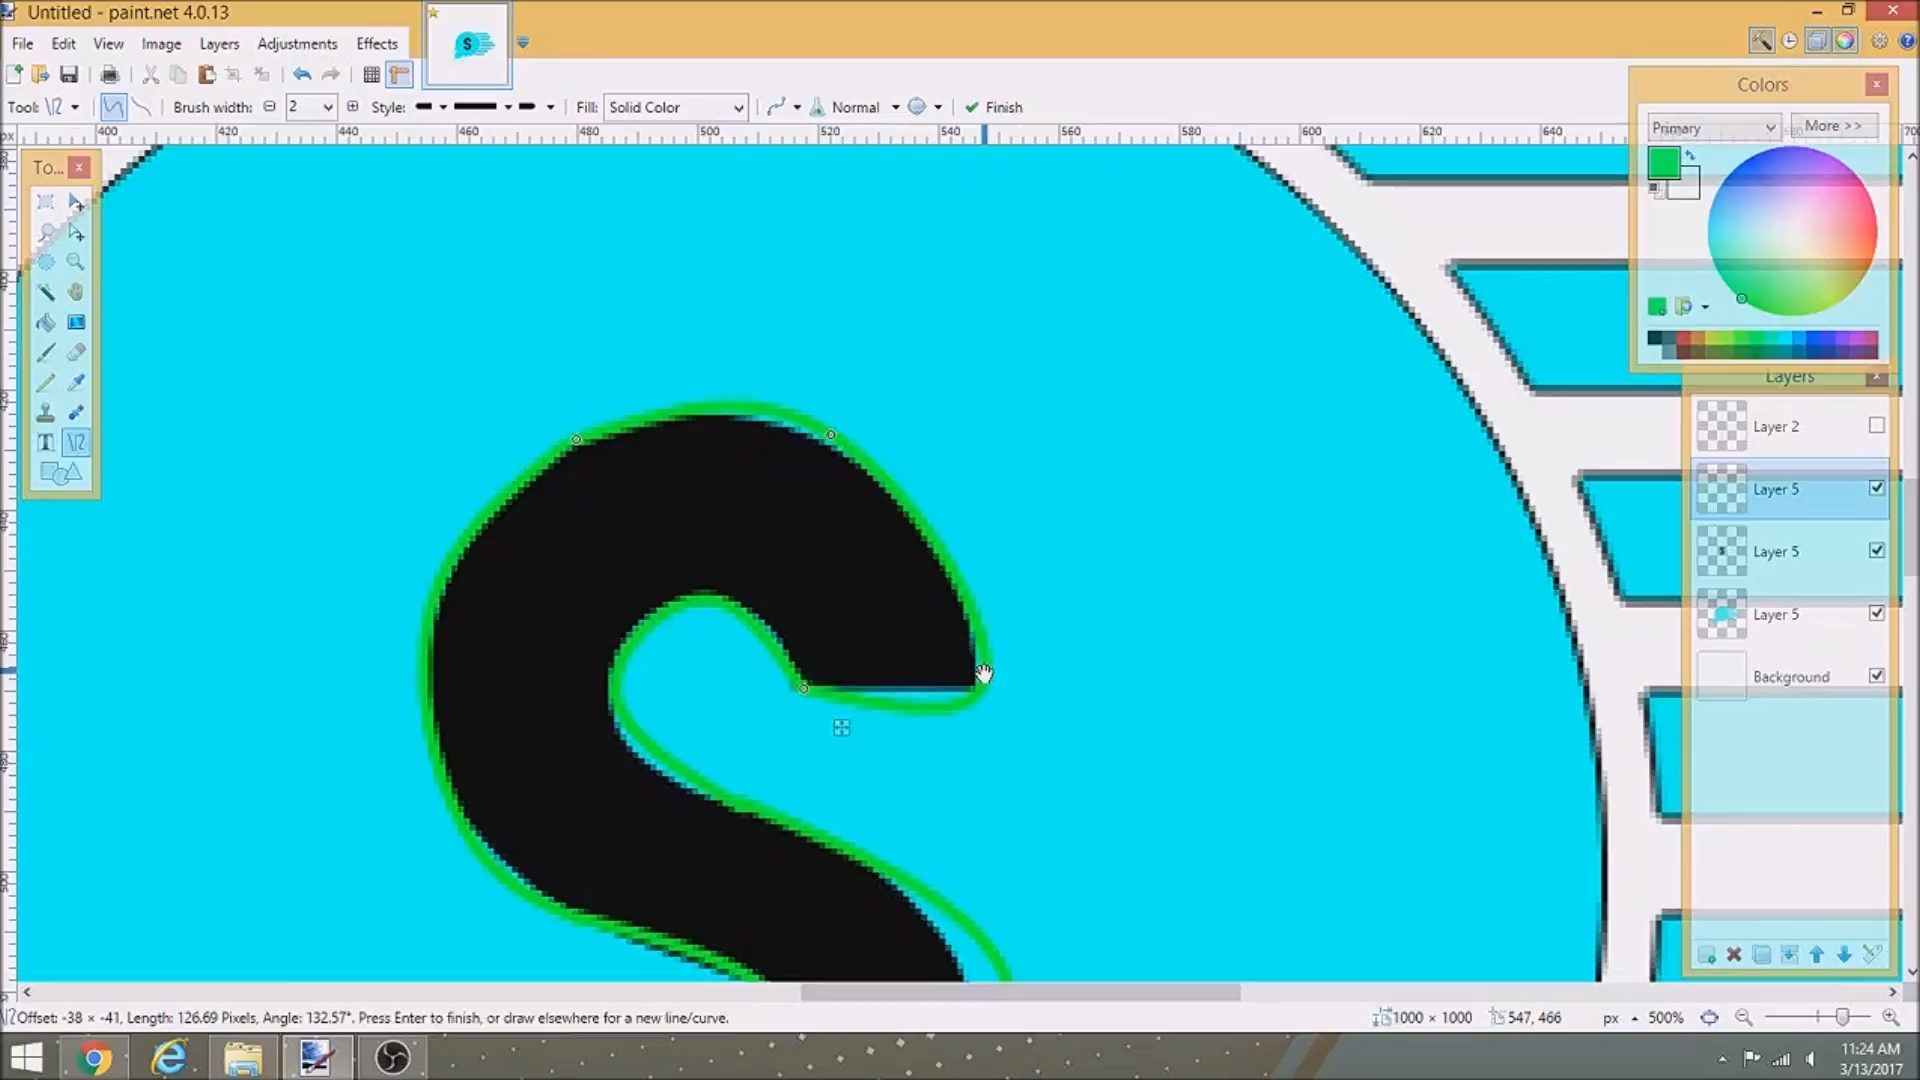 Untitled - paint.net 4.0.13
S
File Edit View Image Layers Adjustments Effects
Tool: Brush width: 2 Style: Fill: Solid Color Normal Finish
px 400 420 440 460 480 500 520 540 560 580 600 620 640 700
To...
T
Colors
Primary More >>
Layers
Layer 2
Layer 5
Layer 5
Layer 5
Background
S
Offset: -38 × -41, Length: 126.69 Pixels, Angle: 132.57°. Press Enter to finish, or draw elsewhere for a new line/curve.
1000 × 1000 547, 466 px 500%
11:24 AM
3/13/2017